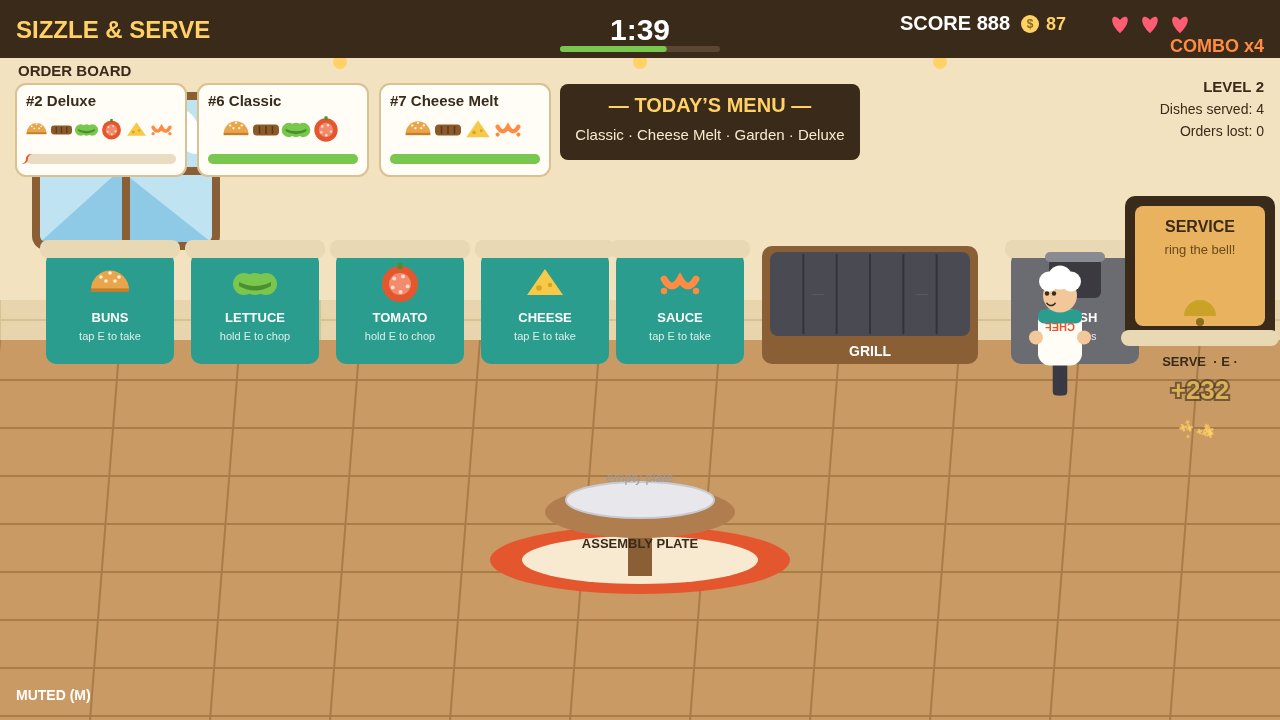 SIZZLE & SERVE
1:39
SCORE 888
$ 87
COMBO x4
ORDER BOARD
#2 Deluxe
#6 Classic
#7 Cheese Melt
— TODAY'S MENU —
Classic · Cheese Melt · Garden · Deluxe
LEVEL 2
Dishes served: 4
Orders lost: 0
SERVICE
ring the bell!
BUNS
tap E to take
LETTUCE
hold E to chop
TOMATO
hold E to chop
CHEESE
tap E to take
SAUCE
tap E to take
GRILL
CHEF
SERVE · E ·
+232
empty plate
ASSEMBLY PLATE
MUTED (M)